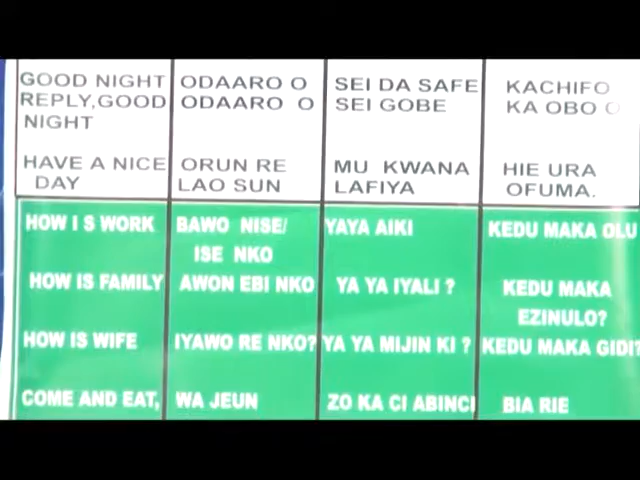 GOOD NIGHT
REPLY,GOOD
NIGHT
HAVE A NICE
DAY
ODAARO O
ODAARO O
ORUN RE
LAO SUN
SEI DA SAFE
SEI GOBE
MU KWANA
LAFIYA
KACHIFO
KA OBO O
HIE URA
OFUMA.
HOW I S WORK
BAWO NISE/
ISE NKO
YAYA AIKI
KEDU MAKA OLU
HOW IS FAMILY
AWON EBI NKO
YA YA IYALI ?
KEDU MAKA
EZINULO?
HOW IS WIFE
IYAWO RE NKO?
YA YA MIJIN KI ?
KEDU MAKA GIDI?
COME AND EAT,
WA JEUN
ZO KA CI ABINCI
BIA RIE